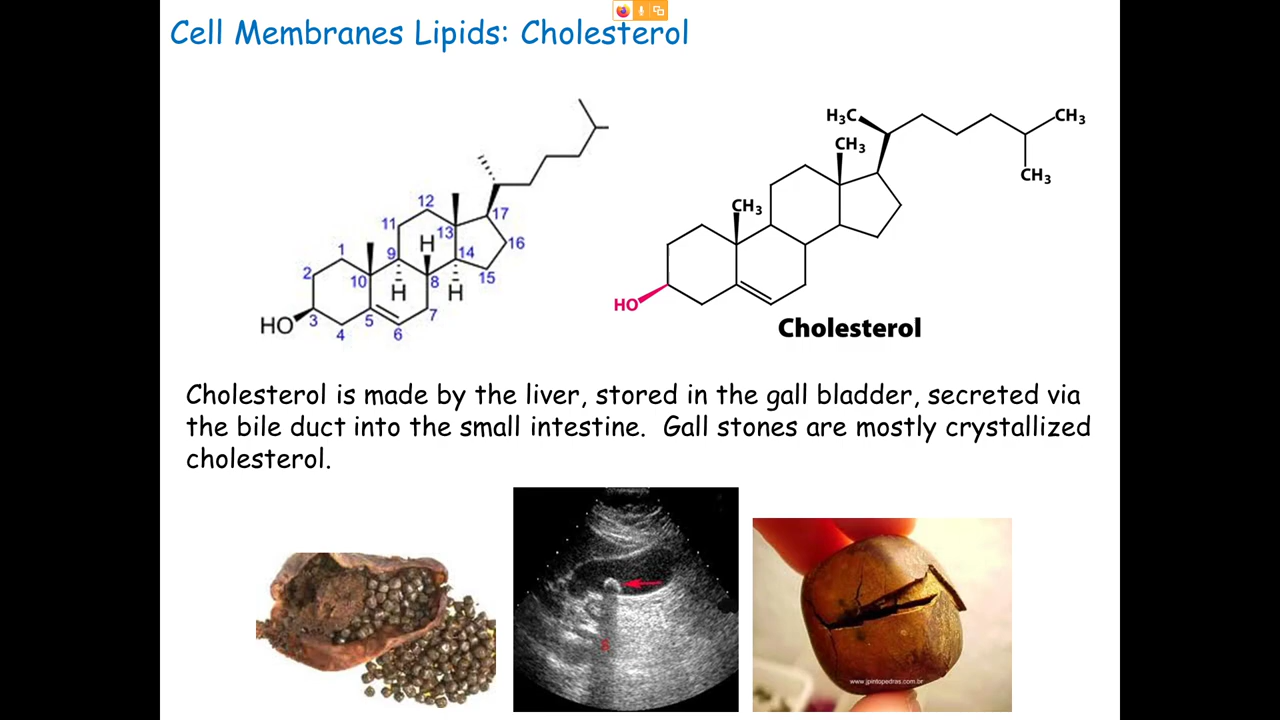 Cell Membranes Lipids: Cholesterol
12
11
17
13
H
16
1
9
14
2
10
8
15
H
H
HO
3
5
7
4
6
H₃C
CH₃
CH₃
CH₃
CH₃
HO
Cholesterol
Cholesterol is made by the liver, stored in the gall bladder, secreted via
the bile duct into the small intestine. Gall stones are mostly crystallized
cholesterol.
www.jpintopedras.com.br